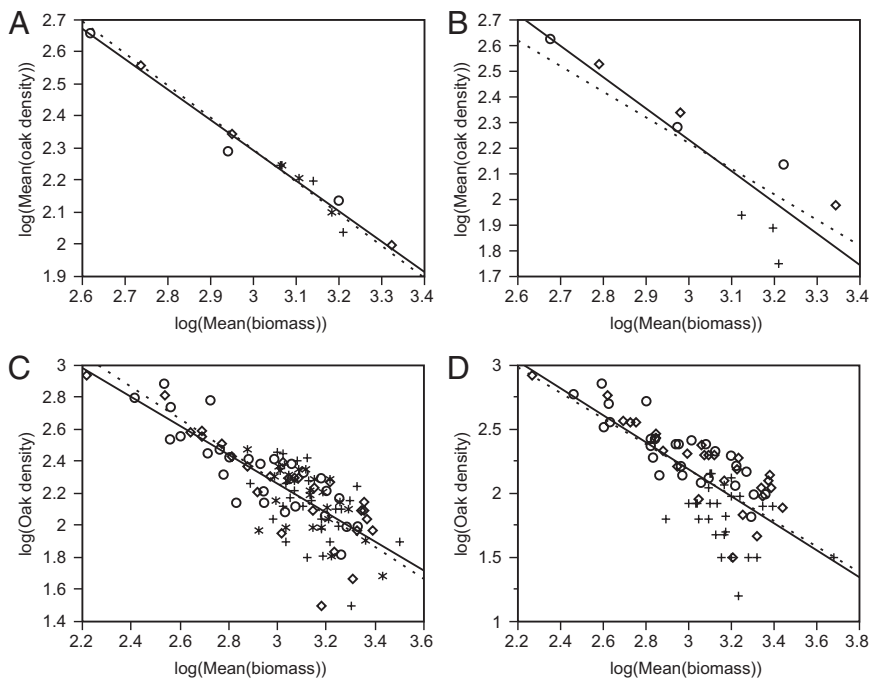 A
B
2.7
2.6
2.5
2.4
2.3
2.2
2.1
2
1.9
log(Mean(oak density))
2.6 2.7 2.8 2.9 3 3.1 3.2 3.3 3.4
log(Mean(biomass))
2.7
2.6
2.5
2.4
2.3
2.2
2.1
2
1.9
1.8
1.7
log(Mean(oak density))
2.6 2.7 2.8 2.9 3 3.1 3.2 3.3 3.4
log(Mean(biomass))
C
D
3
2.8
2.6
2.4
2.2
2
1.8
1.6
1.4
log(Oak density)
2.2 2.4 2.6 2.8 3 3.2 3.4 3.6
log(Mean(biomass))
3
2.5
2
1.5
1
log(Oak density)
2.2 2.4 2.6 2.8 3 3.2 3.4 3.6 3.8
log(Mean(biomass))